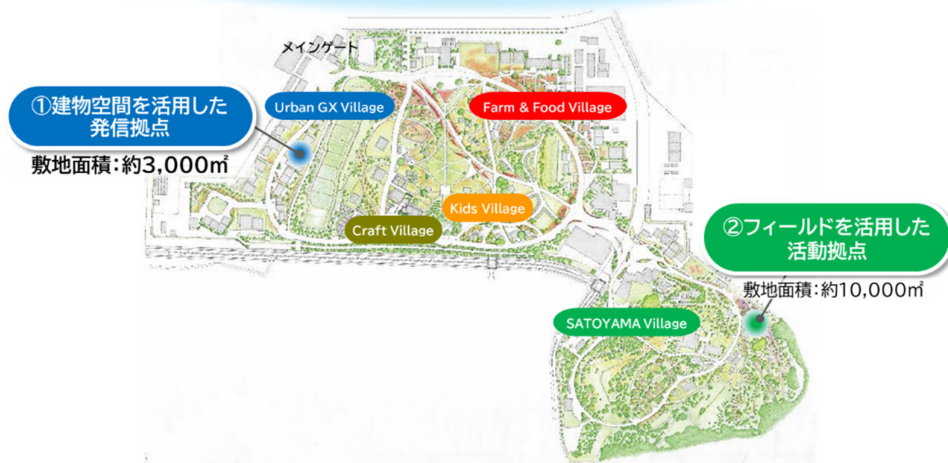 メインゲート
①建物空間を活用した
発信拠点
敷地面積:約3,000㎡
Urban GX Village
Farm & Food Village
Kids Village
Craft Village
②フィールドを活用した
活動拠点
敷地面積:約10,000㎡
SATOYAMA Village